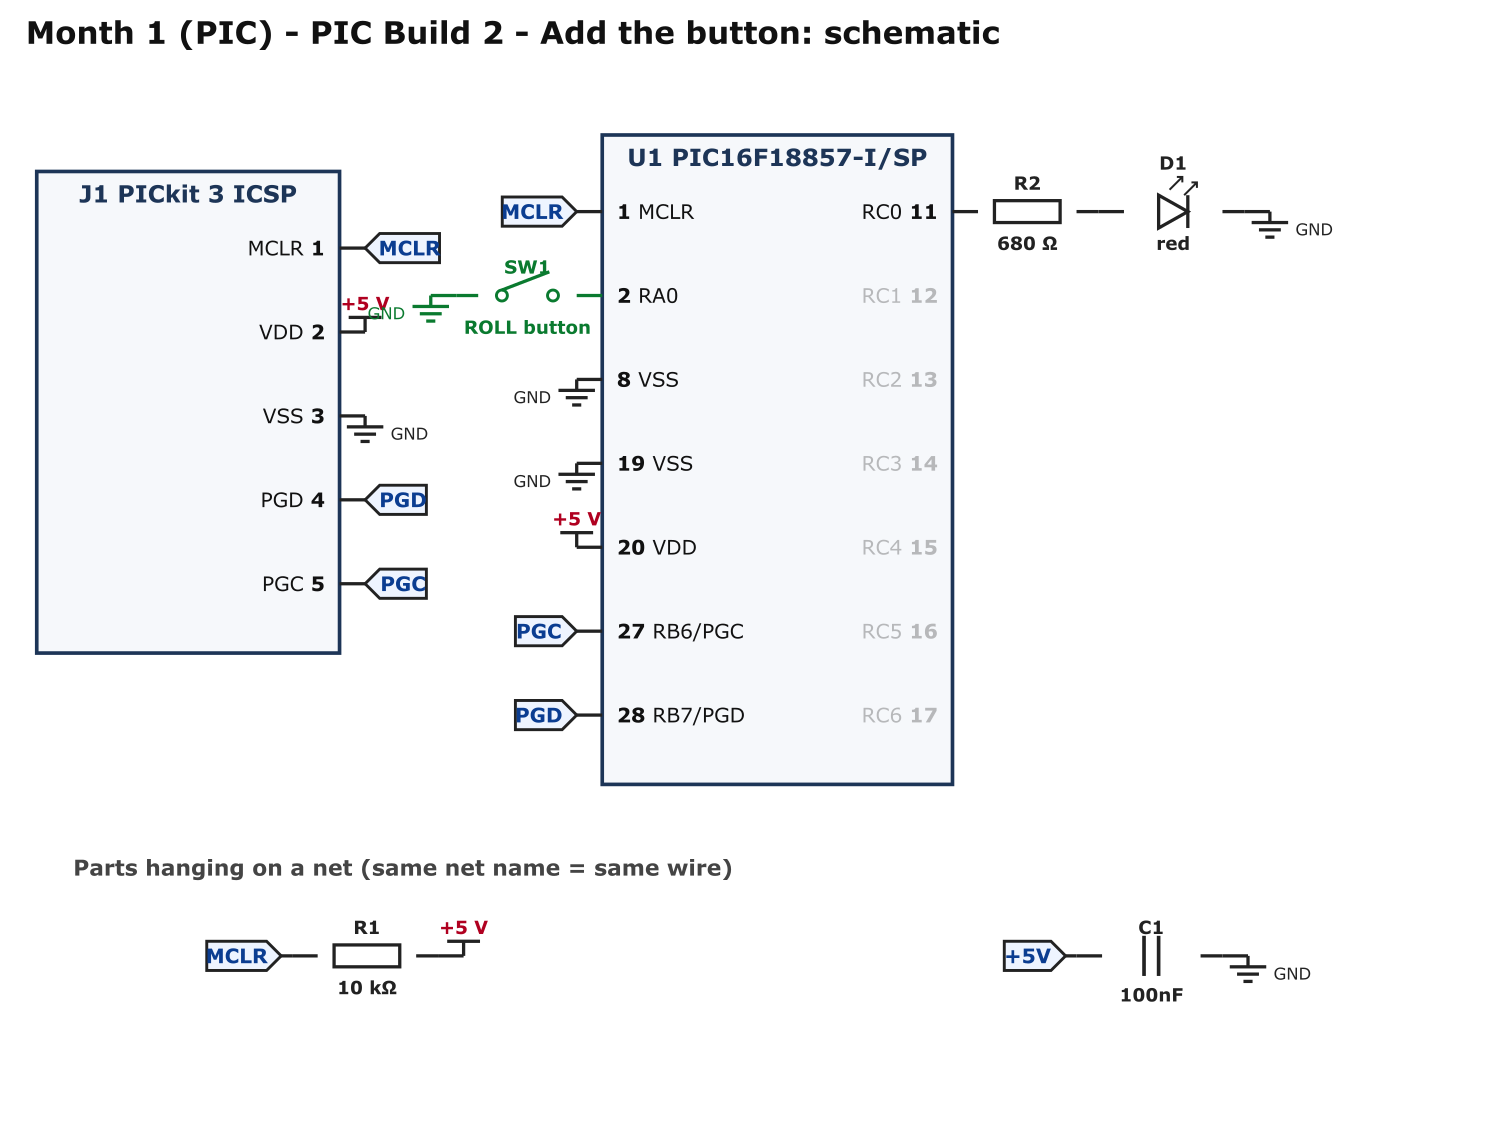 Month 1 (PIC) - PIC Build 2 - Add the button: schematic
J1 PICkit 3 ICSP
MCLR 1
MCLR
VDD 2
+5 V
VSS 3
GND
PGD 4
PGD
PGC 5
PGC
U1 PIC16F18857-I/SP
MCLR
1 MCLR
SW1
GND
ROLL button
2 RA0
GND
8 VSS
GND
19 VSS
+5 V
20 VDD
PGC
27 RB6/PGC
PGD
28 RB7/PGD
RC0 11
RC1 12
RC2 13
RC3 14
RC4 15
RC5 16
RC6 17
R2
680 Ω
D1
red
GND
Parts hanging on a net (same net name = same wire)
MCLR
R1
10 kΩ
+5 V
+5V
C1
100nF
GND